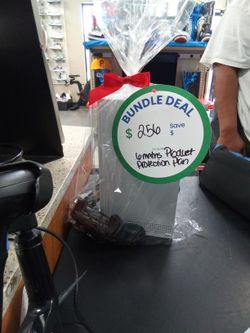 BUNDLE DEAL
$ 256 Save
$
6 months Product
protection plan